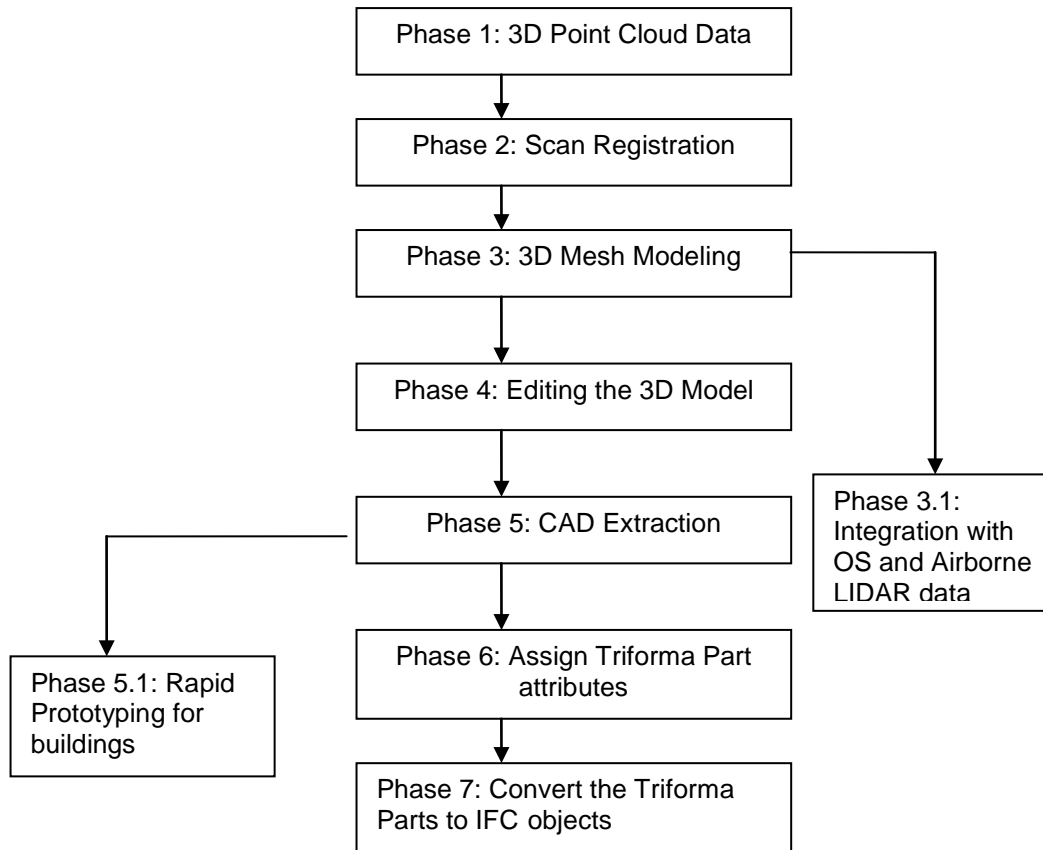 Phase 1: 3D Point Cloud Data
Phase 2: Scan Registration
Phase 3: 3D Mesh Modeling
Phase 4: Editing the 3D Model
Phase 3.1:
Integration with
OS and Airborne
LIDAR data
Phase 5: CAD Extraction
Phase 5.1: Rapid
Prototyping for
buildings
Phase 6: Assign Triforma Part
attributes
Phase 7: Convert the Triforma
Parts to IFC objects